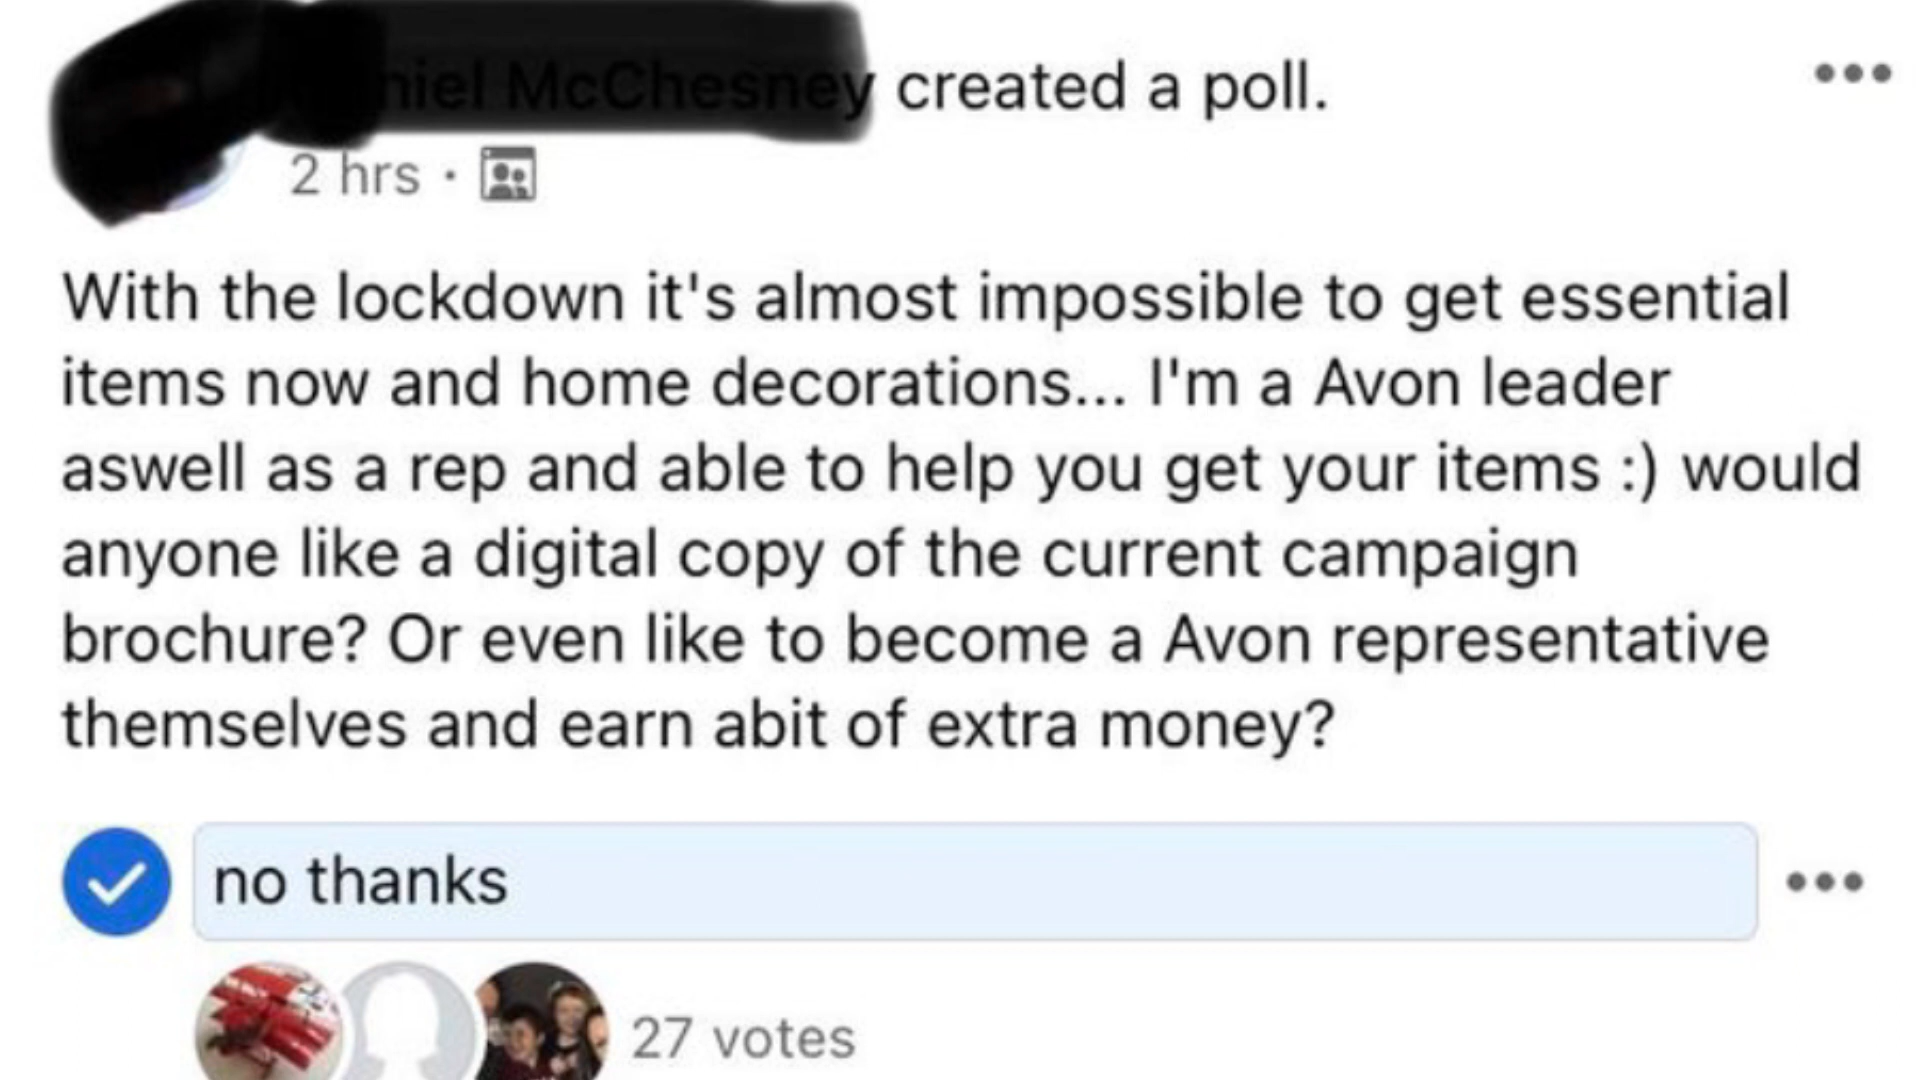 McChesney created a poll.
2 hrs ·
With the lockdown it's almost impossible to get essential
items now and home decorations... I'm a Avon leader
aswell as a rep and able to help you get your items :) would
anyone like a digital copy of the current campaign
brochure? Or even like to become a Avon representative
themselves and earn abit of extra money?
no thanks
27 votes